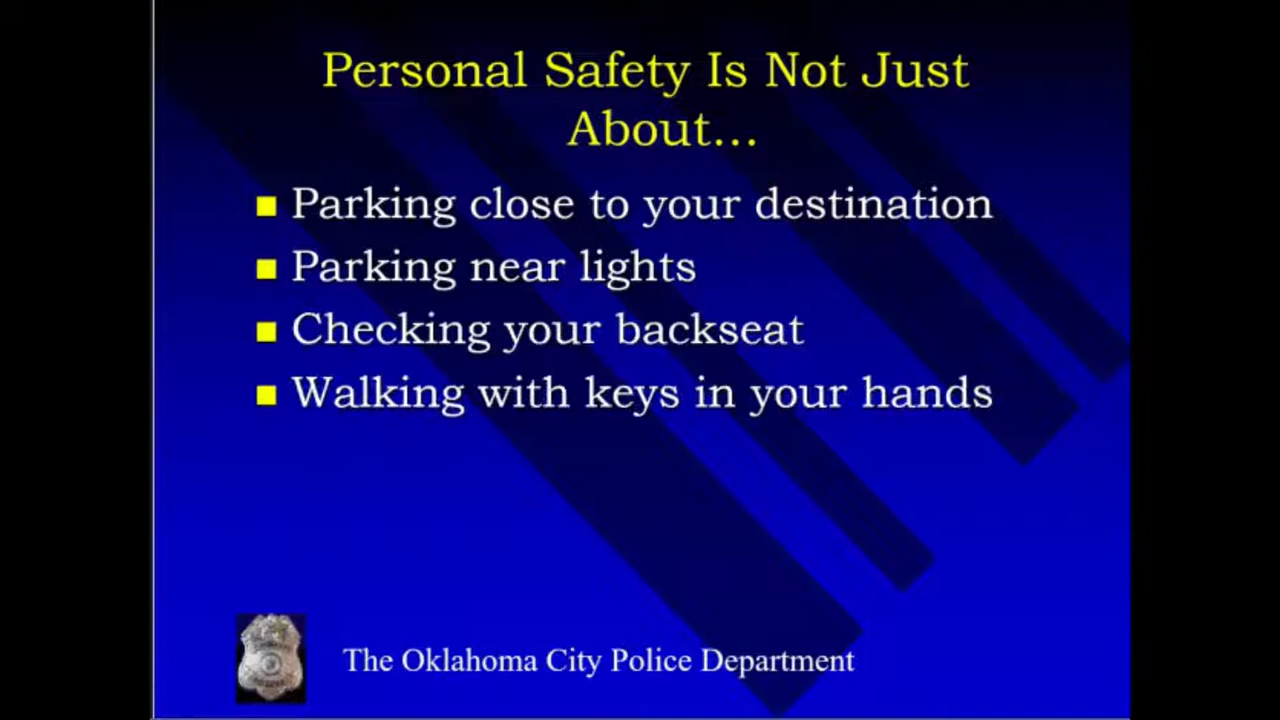 Personal Safety Is Not Just
About...
Parking close to your destination
Parking near lights
Checking your backseat
Walking with keys in your hands
The Oklahoma City Police Department